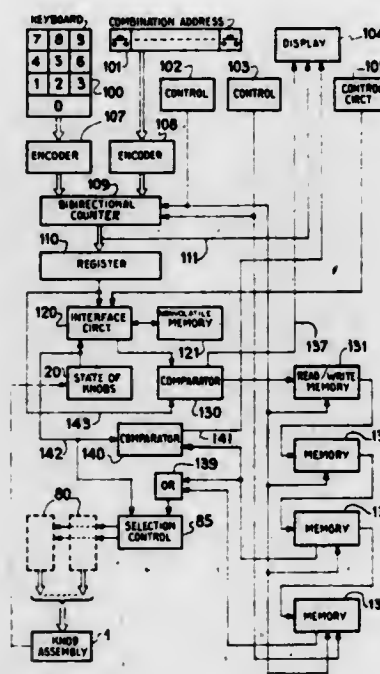 KEYBOARD
COMBINATION ADDRESS
7 8 9
4 5 6
1 2 3
0
100
101
102
103
DISPLAY
104
CONTROL
CONTROL
CONTROL
CIRCT
107
108
ENCODER
ENCODER
109
BIDIRECTIONAL
COUNTER
110
111
REGISTER
120
INTERFACE
CIRCT
NONVOLATILE
MEMORY
121
137
131
20
STATE OF
KNOBS
COMPARATOR
130
READ/WRITE
MEMORY
143
142
COMPARATOR
141
140
139
MEMORY
OR
80
SELECTION
CONTROL
85
MEMORY
MEMORY
KNOB
ASSEMBLY
1